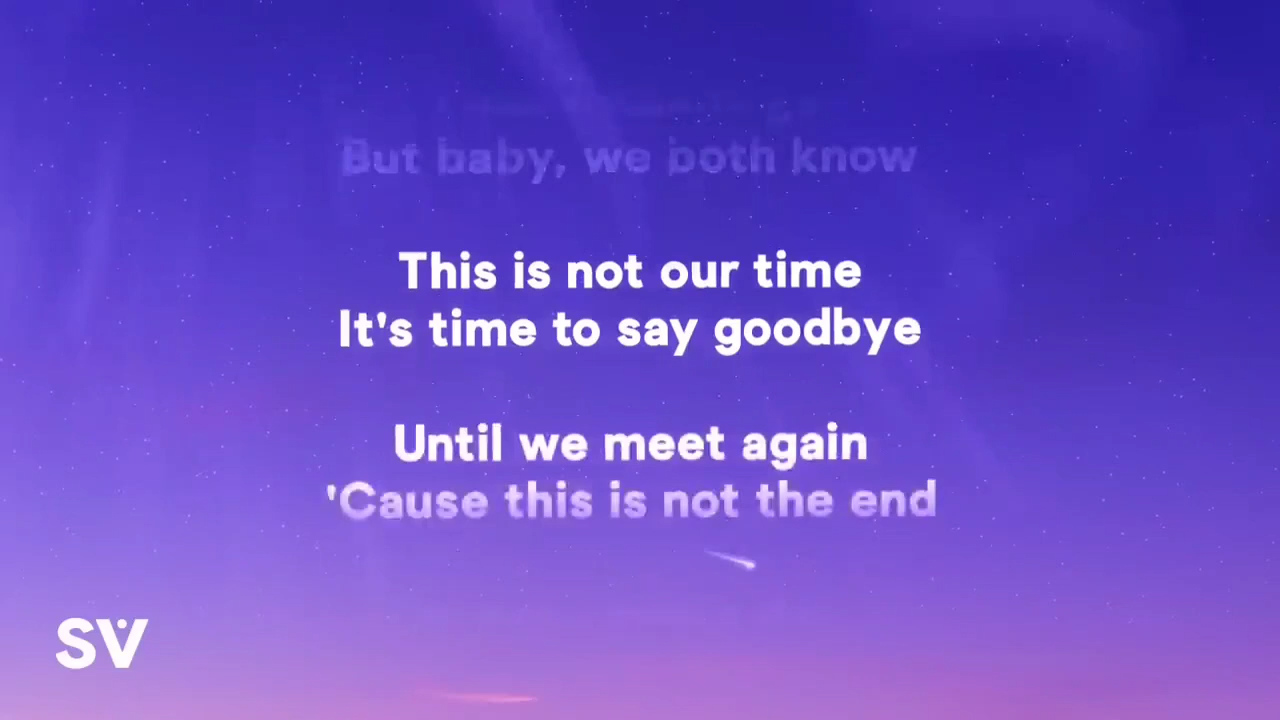 But baby, we both know
This is not our time
It's time to say goodbye
Until we meet again
'Cause this is not the end
SV